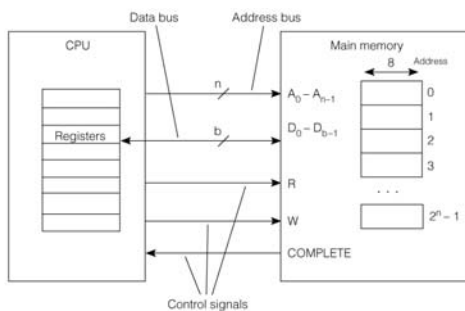 Data bus
Address bus
CPU
Main memory
8
Address
n
A₀ – Aₙ₋₁
0
1
Registers
b
D₀ – D_b₋₁
2
3
R
. . .
W
2ⁿ – 1
COMPLETE
Control signals